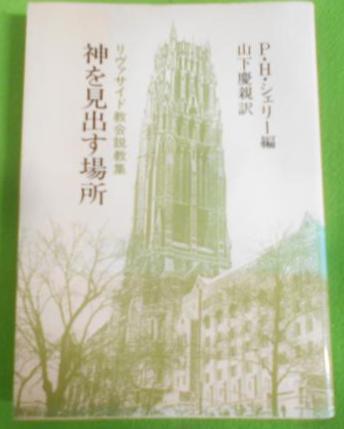 P・H・シェリー編
山下慶親訳
リヴァサイド教会説教集
神を見出す場所